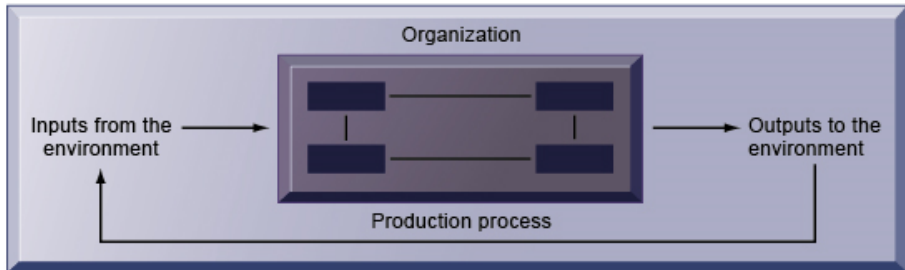 Organization
Inputs from the
environment
Outputs to the
environment
Production process